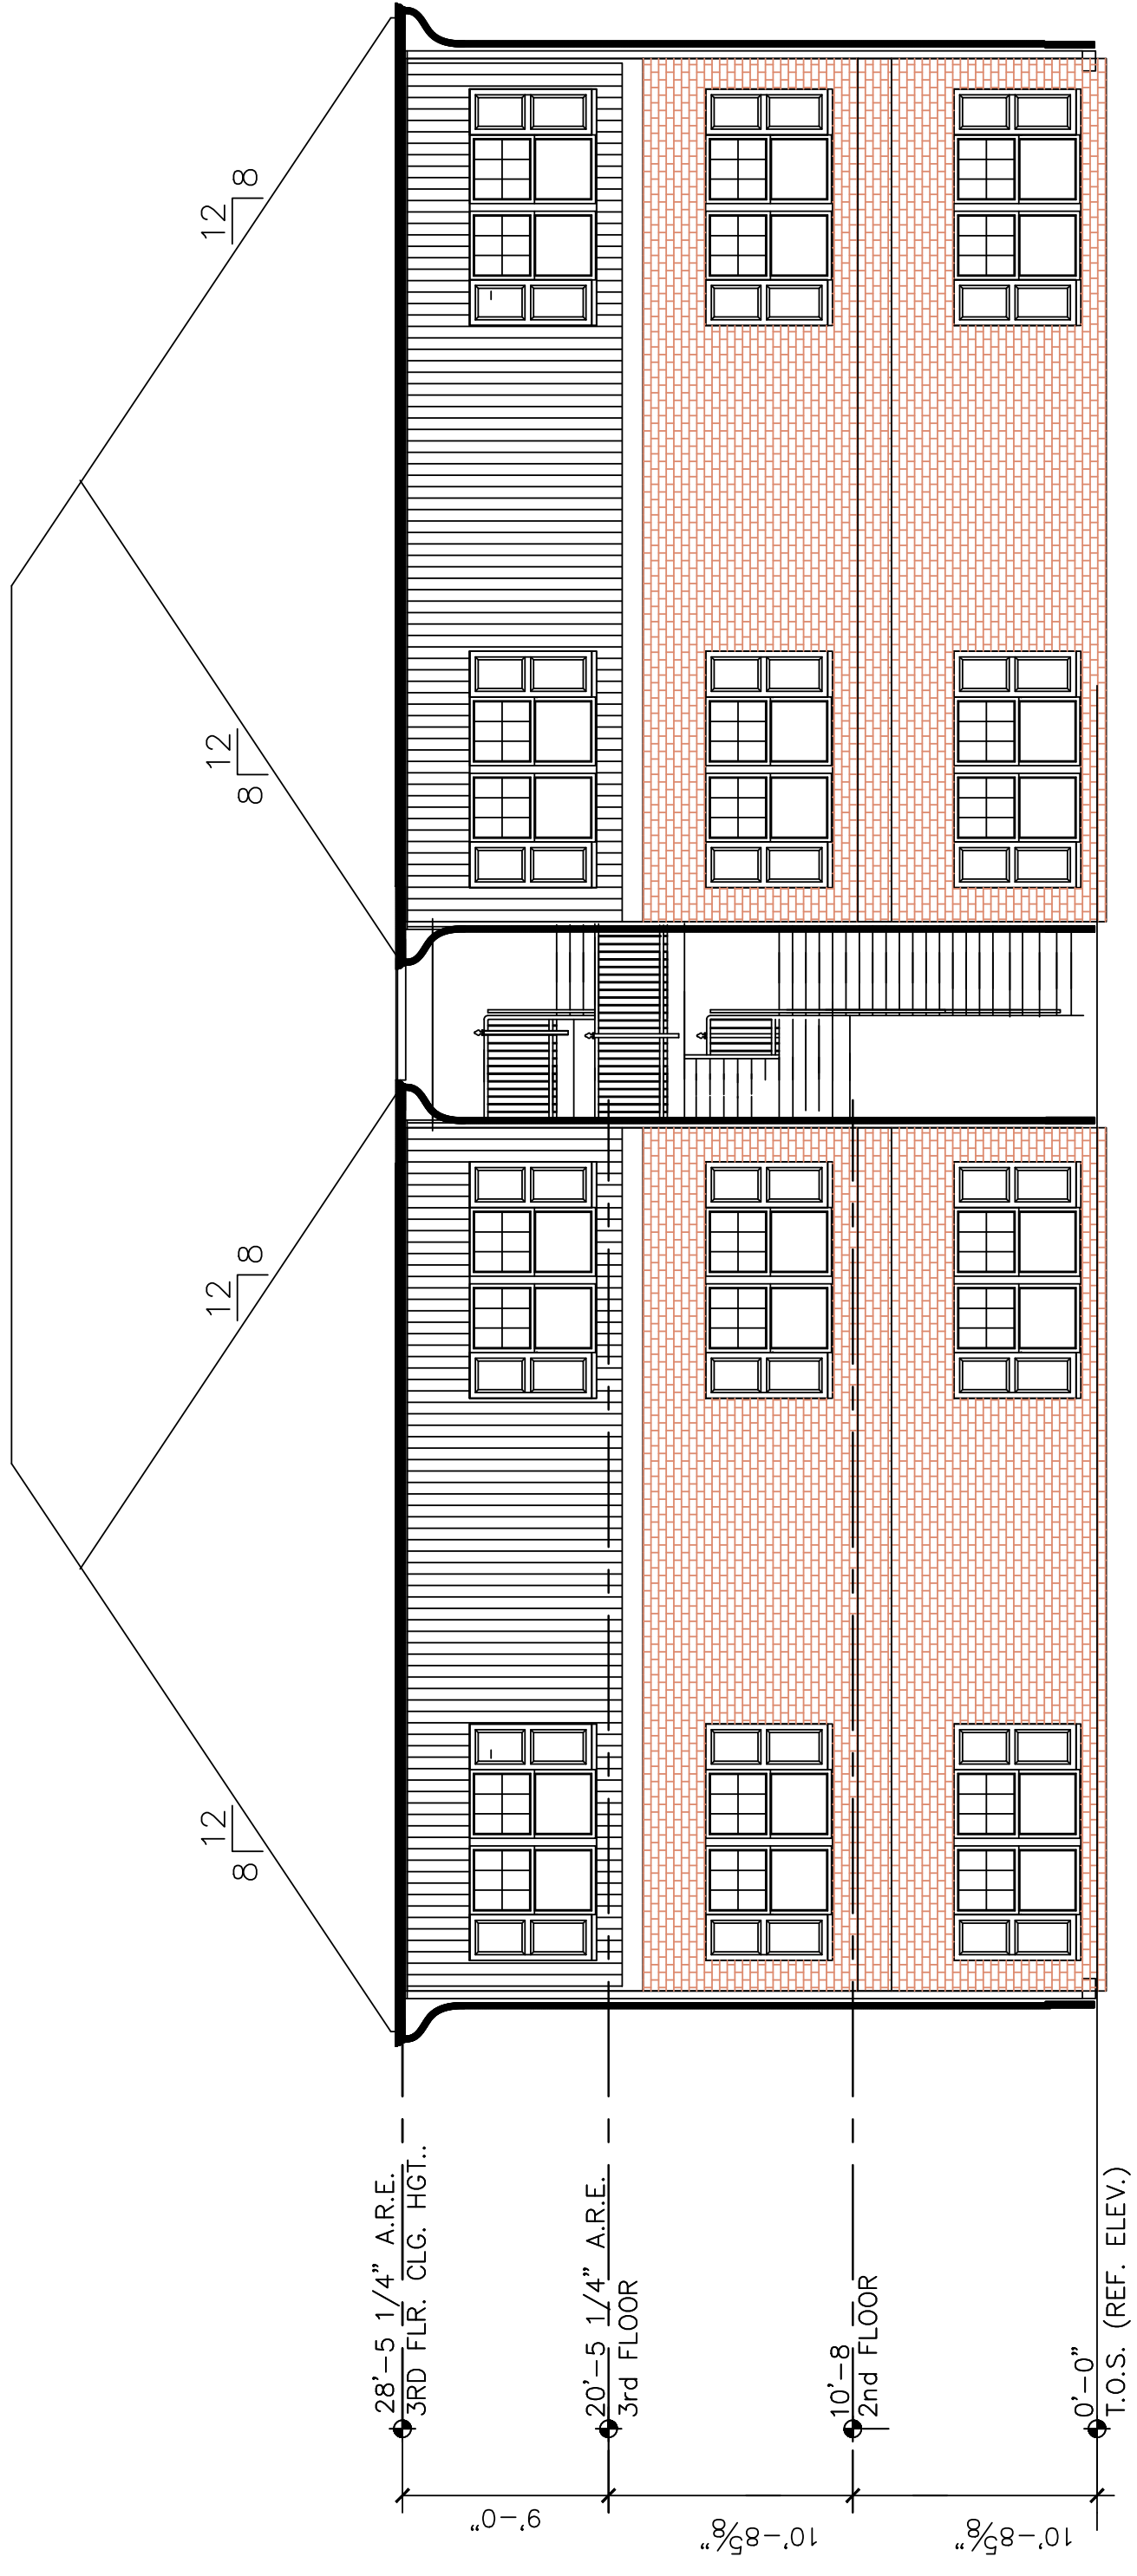 12
8
12
8
12
8
12
8
28'-5 1/4" A.R.E.
3RD FLR. CLG. HGT..
20'-5 1/4" A.R.E.
3rd FLOOR
10'-8
2nd FLOOR
0'-0"
T.O.S. (REF. ELEV.)
9'-0"
10'-8⅝"
10'-8⅝"